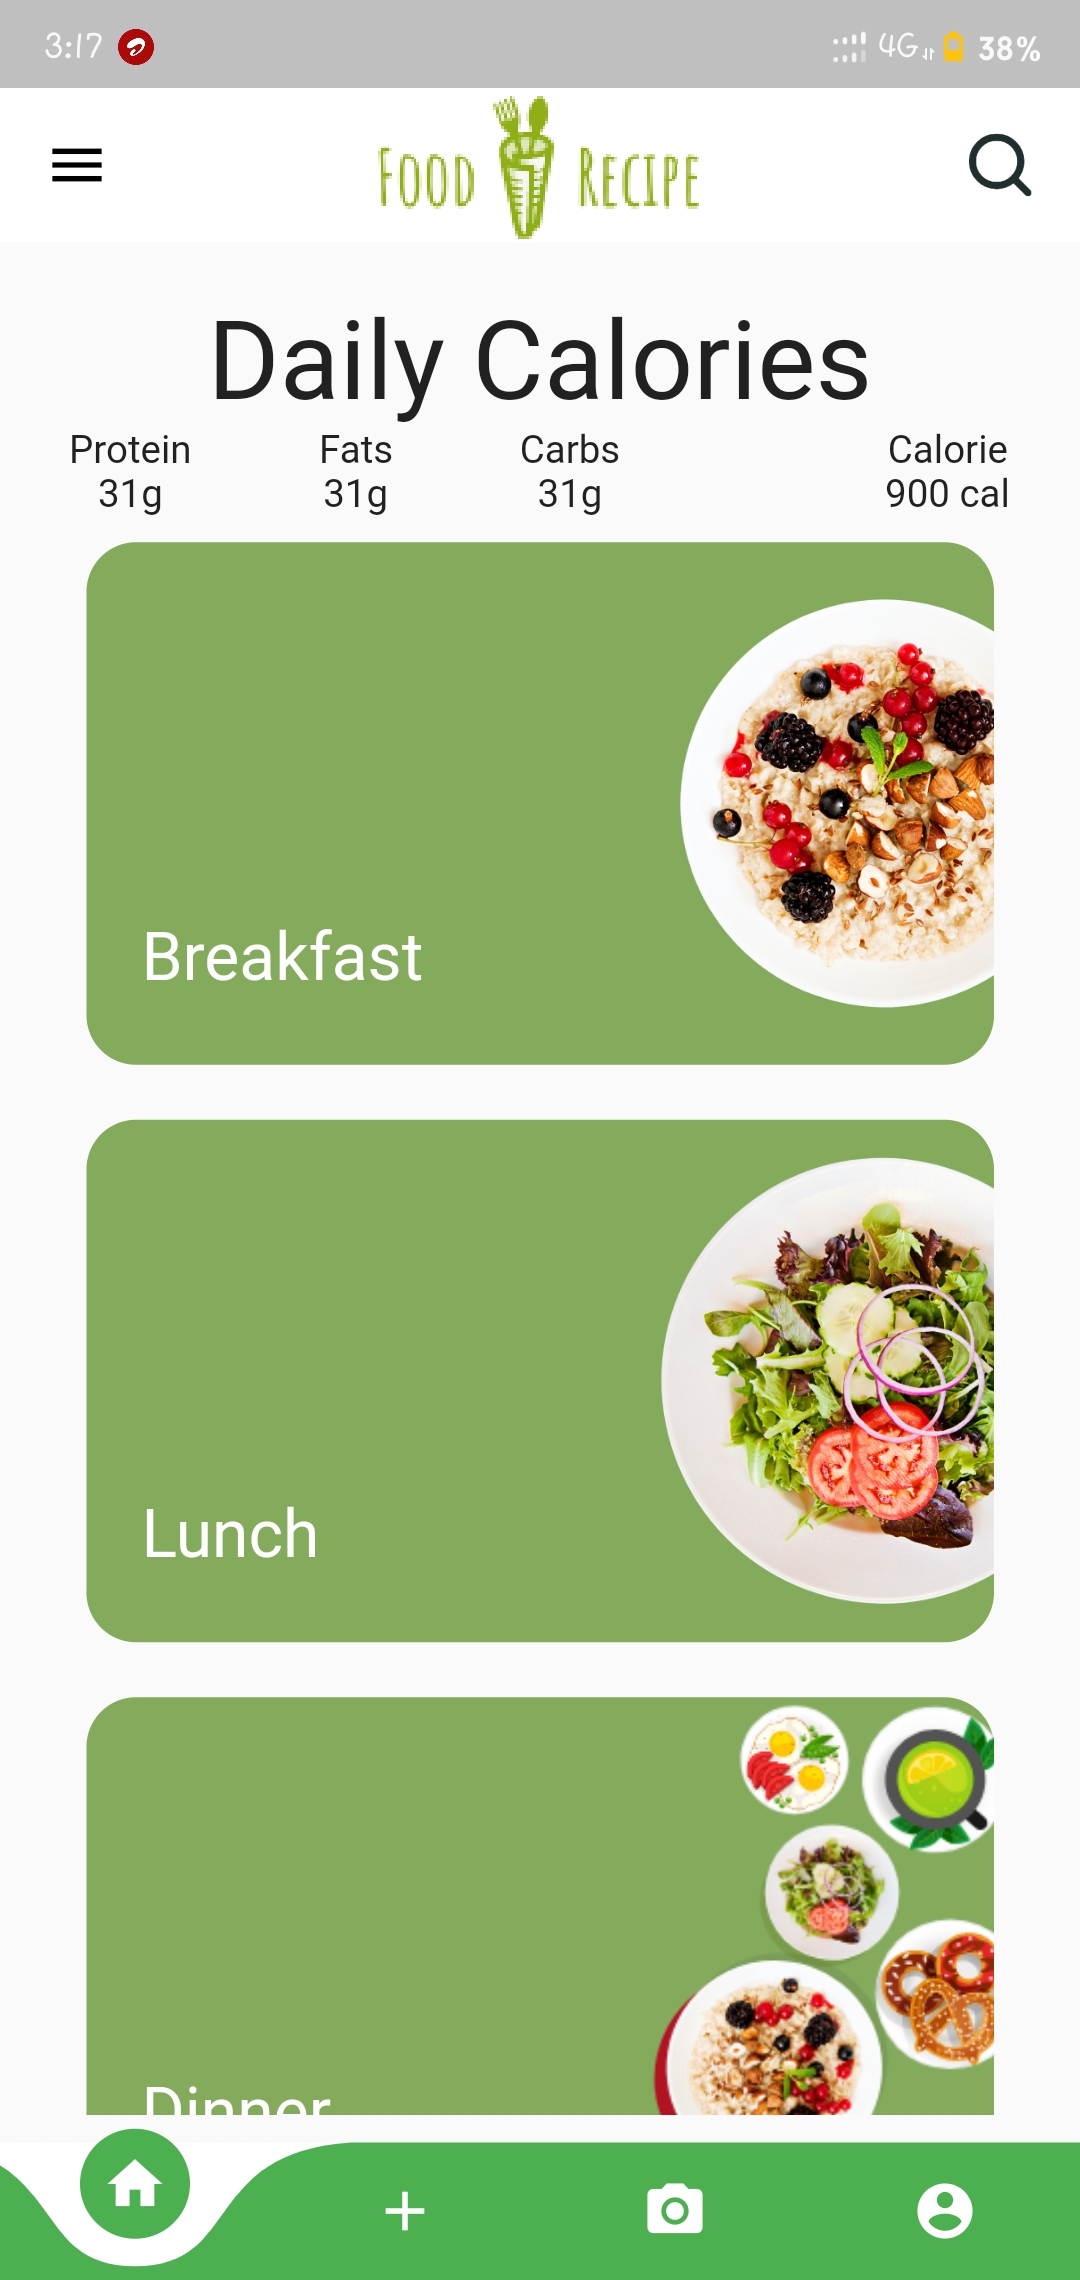 3:17 4G 38%
FOOD RECIPE
Daily Calories
Protein Fats Carbs Calorie
31g 31g 31g 900 cal
Breakfast
Lunch
Dinner